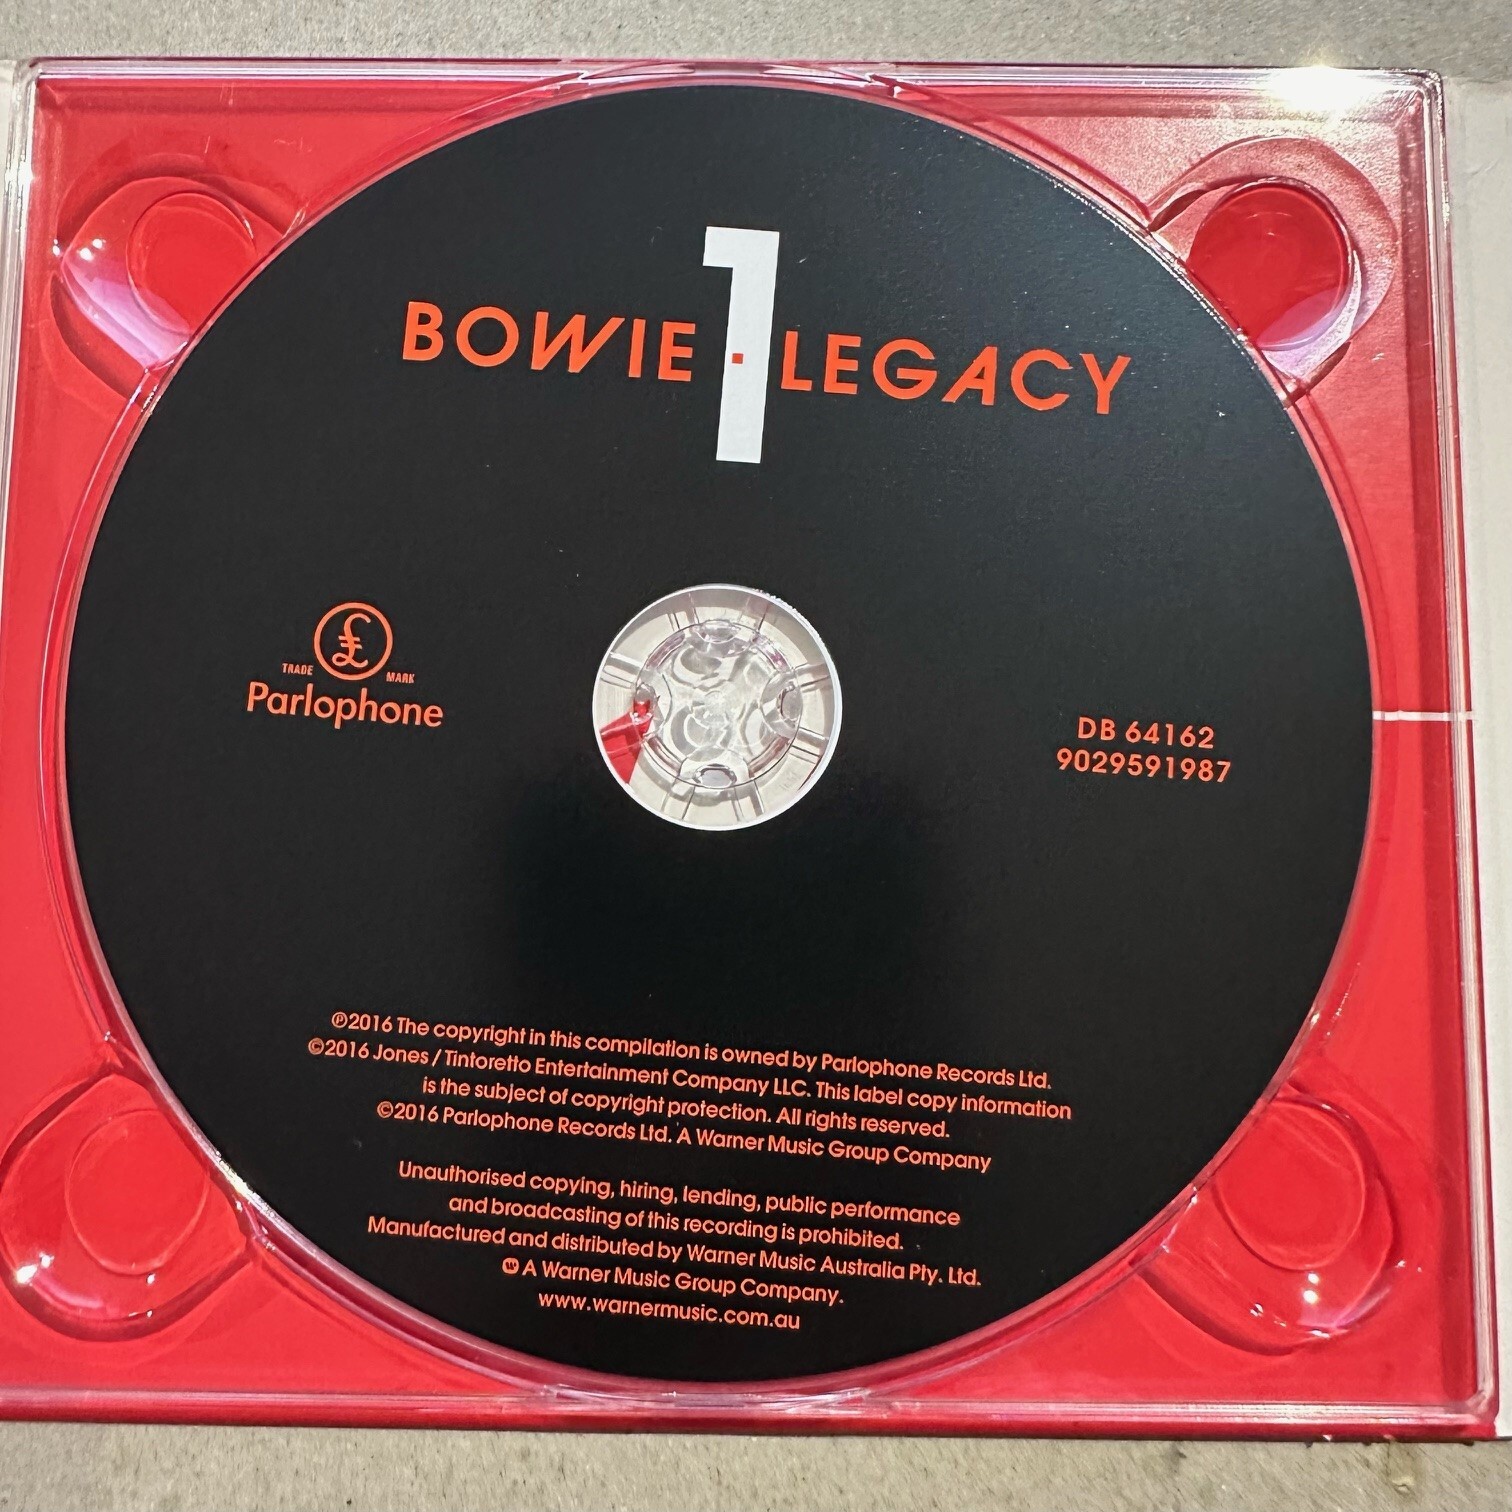 1
BOWIE · LEGACY
£
TRADE MARK
Parlophone
DB 64162
9029591987
℗2016 The copyright in this compilation is owned by Parlophone Records Ltd.
©2016 Jones / Tintoretto Entertainment Company LLC. This label copy information
is the subject of copyright protection. All rights reserved.
©2016 Parlophone Records Ltd. A Warner Music Group Company
Unauthorised copying, hiring, lending, public performance
and broadcasting of this recording is prohibited.
Manufactured and distributed by Warner Music Australia Pty. Ltd.
A Warner Music Group Company.
www.warnermusic.com.au